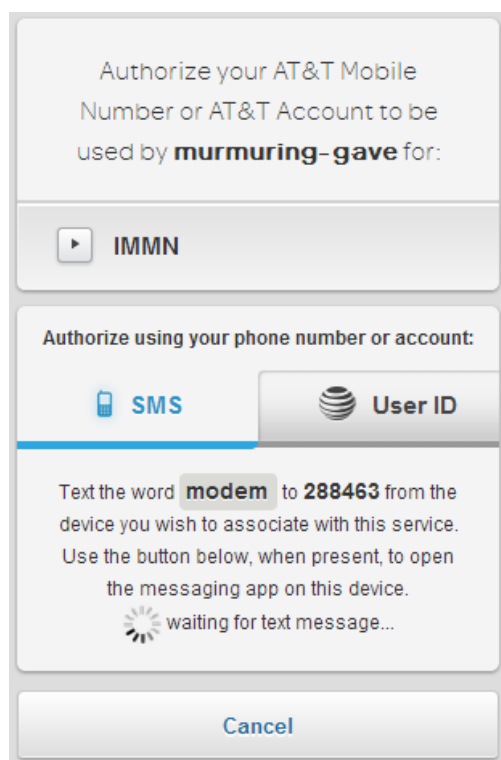 Authorize your AT&T Mobile
Number or AT&T Account to be
used by murmuring-gave for:
IMMN
Authorize using your phone number or account:
SMS
User ID
Text the word modem to 288463 from the
device you wish to associate with this service.
Use the button below, when present, to open
the messaging app on this device.
waiting for text message...
Cancel